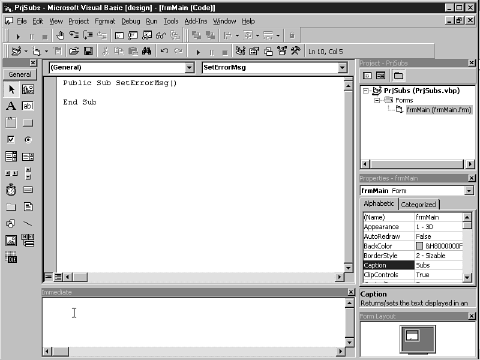 PrjSubs - Microsoft Visual Basic [design] - [frmMain (Code)]
File Edit View Project Format Debug Run Tools Add-Ins Window Help
Ln 10, Col 5
General
(General) SetErrorMsg
Public Sub SetErrorMsg()
End Sub
Immediate
Project - PrjSubs
PrjSubs (PrjSubs.vbp)
Forms
frmMain (frmMain.frm)
Properties - frmMain
frmMain Form
Alphabetic Categorized
(Name) frmMain
Appearance 1 - 3D
AutoRedraw False
BackColor &H8000000F
BorderStyle 2 - Sizable
Caption Subs
ClipControls True
Caption
Returns/sets the text displayed in an
Form Layout